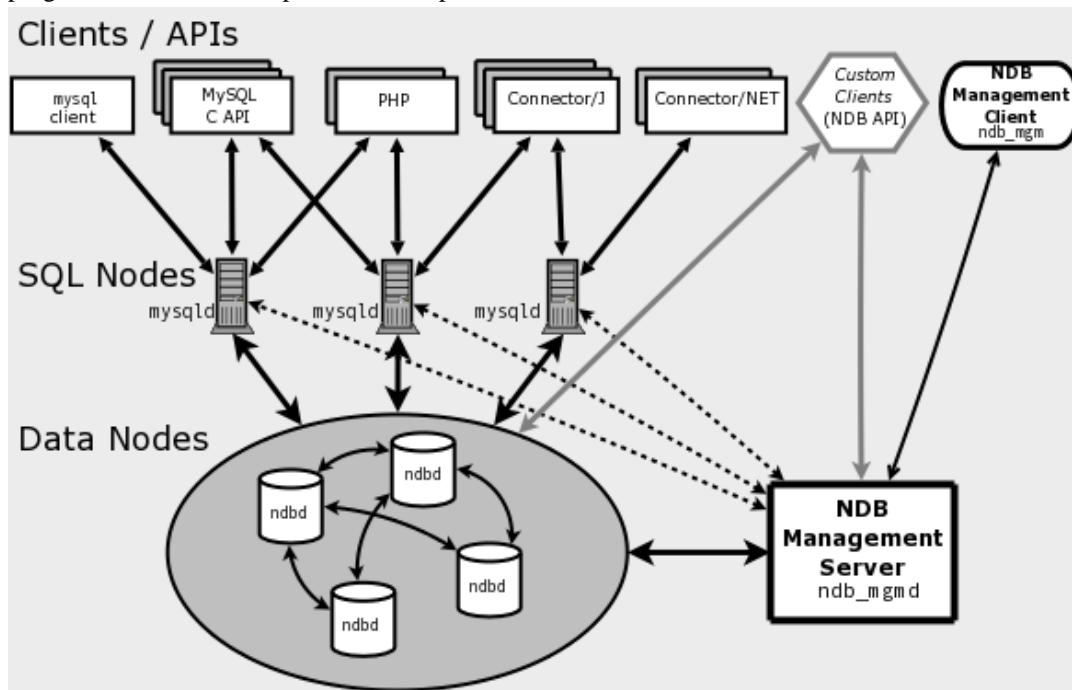 Clients / APIs
mysql
client
MySQL
C API
PHP
Connector/J
Connector/NET
Custom
Clients
(NDB API)
NDB
Management
Client
ndb_mgm
SQL Nodes
mysqld
mysqld
mysqld
Data Nodes
ndbd
ndbd
ndbd
ndbd
NDB
Management
Server
ndb_mgmd